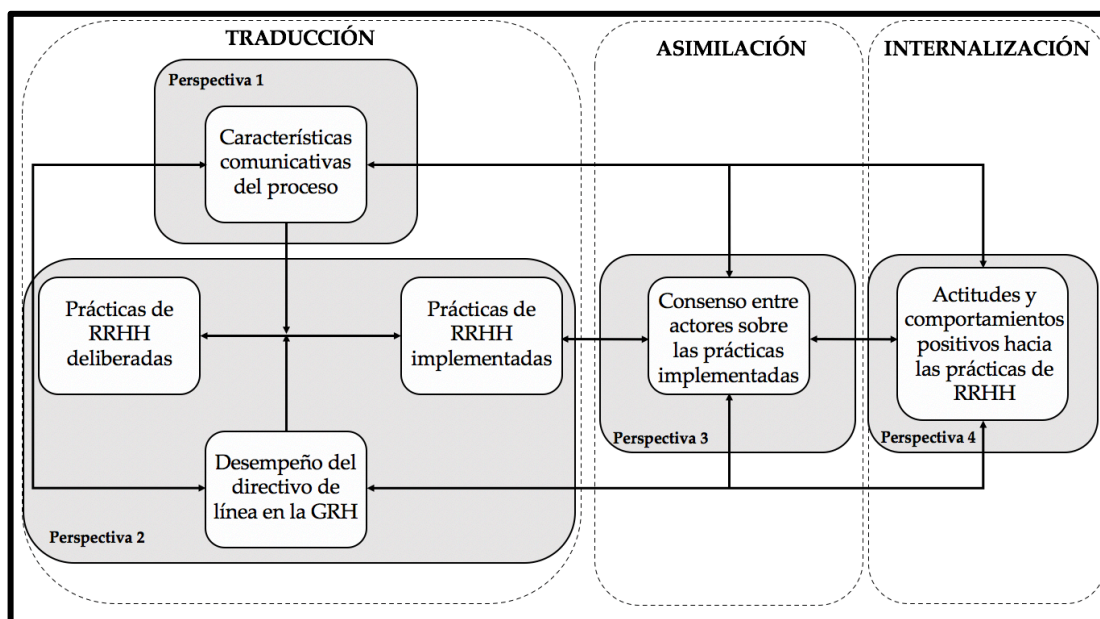 TRADUCCIÓN
ASIMILACIÓN
INTERNALIZACIÓN
Perspectiva 1
Características
comunicativas
del proceso
Prácticas de
RRHH
deliberadas
Prácticas de
RRHH
implementadas
Consenso entre
actores sobre
las prácticas
implementadas
Actitudes y
comportamientos
positivos hacia
las prácticas de
RRHH
Perspectiva 3
Perspectiva 4
Desempeño del
directivo de
línea en la GRH
Perspectiva 2